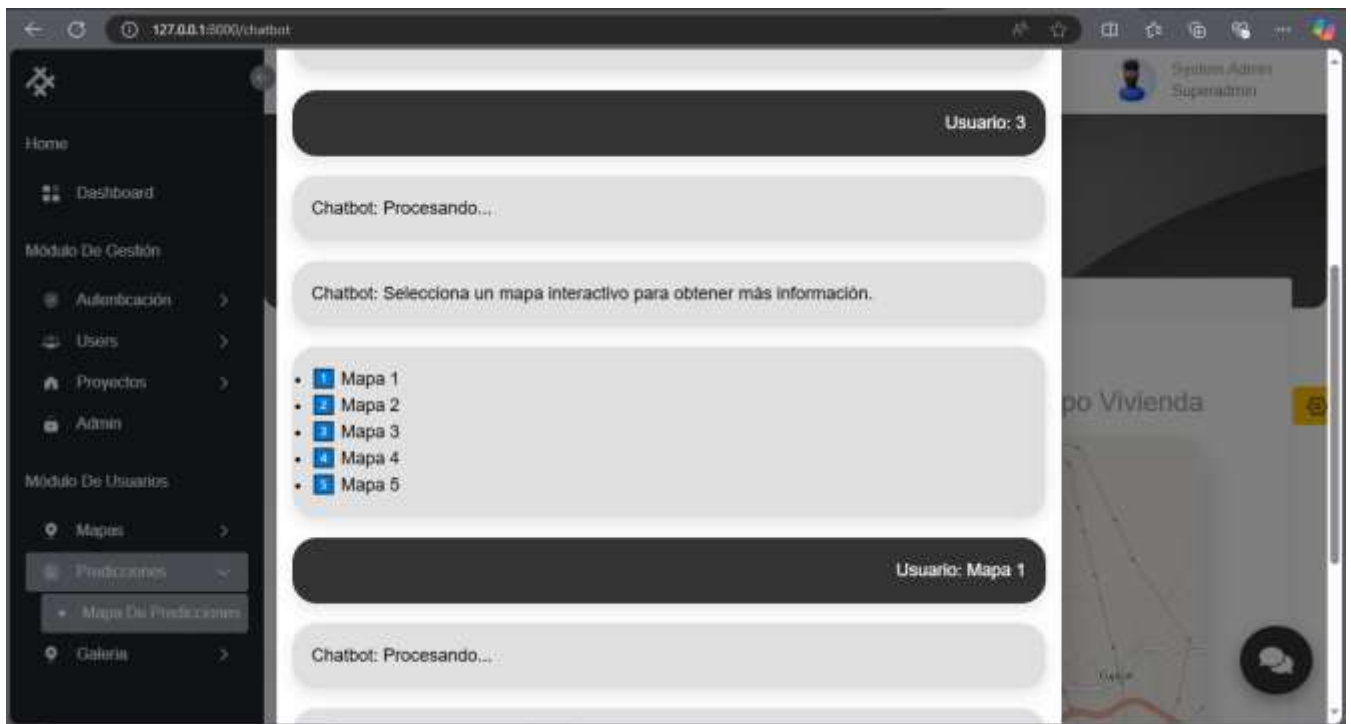 127.0.0.1:8000/chatbot
System Admin
Superadmin
Home
Dashboard
Módulo De Gestión
Autenticación
Users
Proyectos
Admin
Módulo De Usuarios
Mapas
Predicciones
Mapa De Predicciones
Galeria
Usuario: 3
Chatbot: Procesando...
Chatbot: Selecciona un mapa interactivo para obtener más información.
1 Mapa 1
2 Mapa 2
3 Mapa 3
4 Mapa 4
5 Mapa 5
Usuario: Mapa 1
Chatbot: Procesando...
po Vivienda